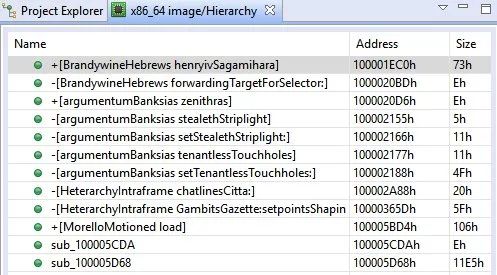 Project Explorer x86_64 image/Hierarchy
Name Address Size
+[BrandywineHebrews henryivSagamihara] 100001EC0h 73h
-[BrandywineHebrews forwardingTargetForSelector:] 1000020BDh Eh
+[argumentumBanksias zenithras] 1000020D6h Eh
-[argumentumBanksias stealethStriplight] 100002155h 5h
-[argumentumBanksias setStealethStriplight:] 100002166h 11h
-[argumentumBanksias tenantlessTouchholes] 100002177h 11h
-[argumentumBanksias setTenantlessTouchholes:] 100002188h 4Fh
-[HeterarchyIntraframe chatlinesCitta:] 100002A88h 20h
-[HeterarchyIntraframe GambitsGazette:setpointsShapin 10000365Dh 5Fh
+[MorelloMotioned load] 100005BD4h 106h
sub_100005CDA 100005CDAh Eh
sub_100005D68 100005D68h 11E5h